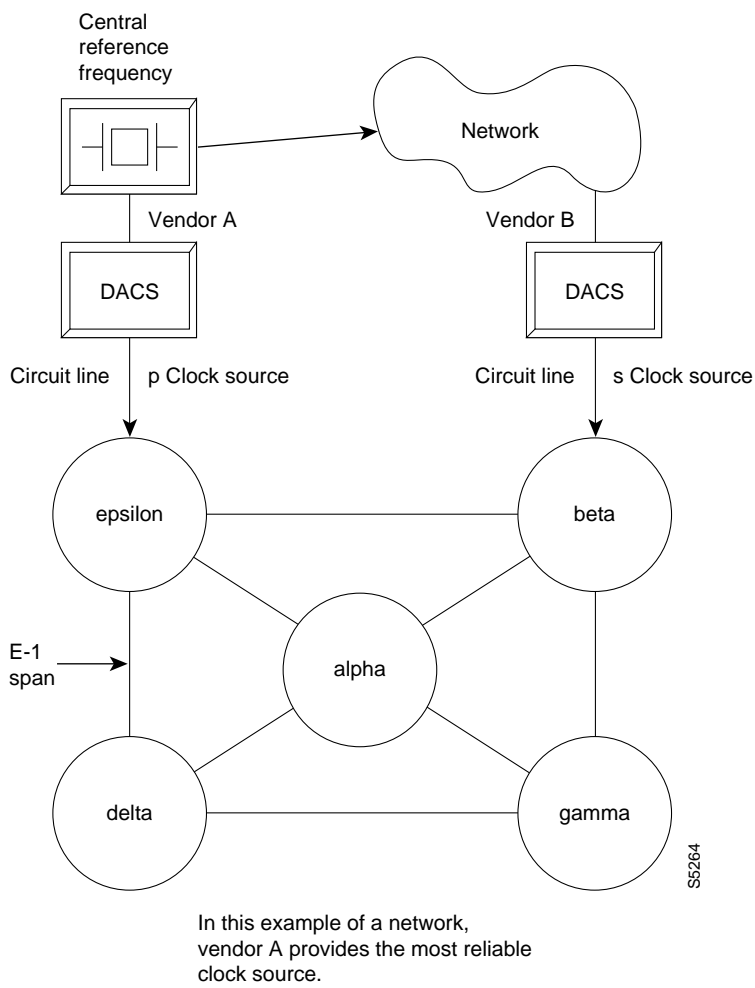 Central
reference
frequency
Network
Vendor A
Vendor B
DACS
DACS
Circuit line
p Clock source
Circuit line
s Clock source
epsilon
beta
E-1
span
alpha
delta
gamma
S5264
In this example of a network,
vendor A provides the most reliable
clock source.